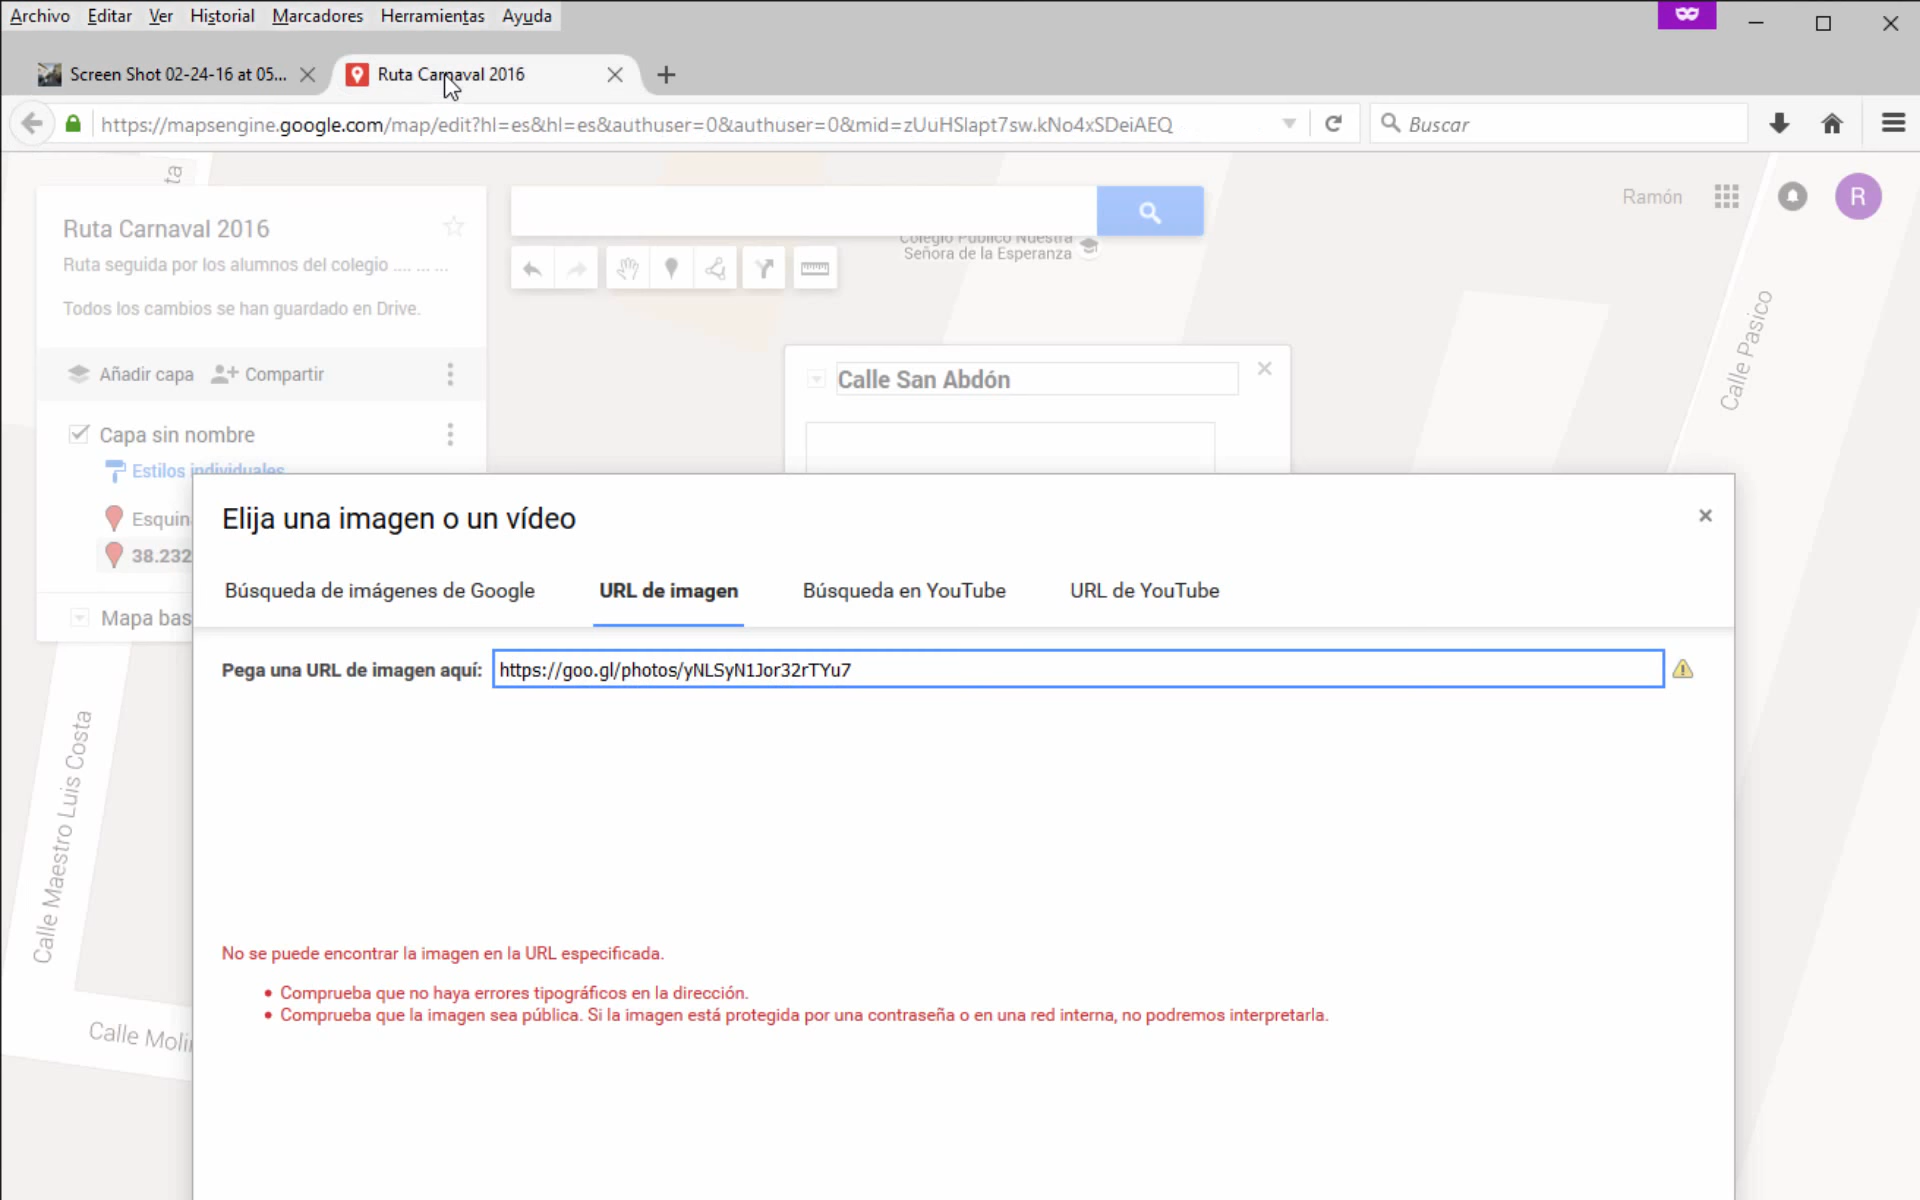 Archivo Editar Ver Historial Marcadores Herramientas Ayuda
Screen Shot 02-24-16 at 05...
Ruta Carnaval 2016
https://mapsengine.google.com/map/edit?hl=es&hl=es&authuser=0&authuser=0&mid=zUuHSlapt7sw.kNo4xSDeiAEQ
Buscar
ta
Ruta Carnaval 2016
Ruta seguida por los alumnos del colegio .... ... ...
Todos los cambios se han guardado en Drive.
Añadir capa
Compartir
Capa sin nombre
Estilos individuales
Esquin
38.232
Mapa bas
Colegio Público Nuestra
Señora de la Esperanza
Ramón
R
Calle Pasico
Calle San Abdón
Elija una imagen o un vídeo
Búsqueda de imágenes de Google
URL de imagen
Búsqueda en YouTube
URL de YouTube
Pega una URL de imagen aquí:
https://goo.gl/photos/yNLSyN1Jor32rTYu7
Calle Maestro Luis Costa
Calle Molin
No se puede encontrar la imagen en la URL especificada.
• Comprueba que no haya errores tipográficos en la dirección.
• Comprueba que la imagen sea pública. Si la imagen está protegida por una contraseña o en una red interna, no podremos interpretarla.